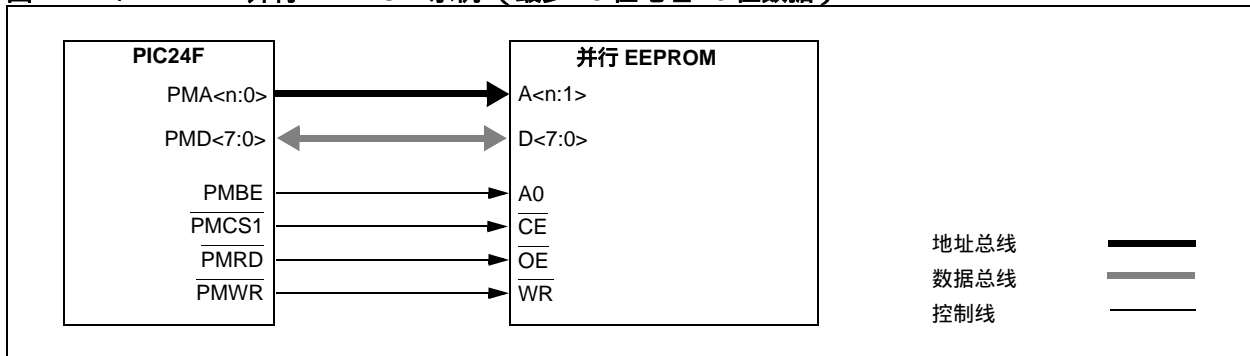 PIC24F
并行 EEPROM
PMA<n:0>
A<n:1>
PMD<7:0>
D<7:0>
PMBE
A0
PMCS1
CE
PMRD
OE
PMWR
WR
地址总线
数据总线
控制线